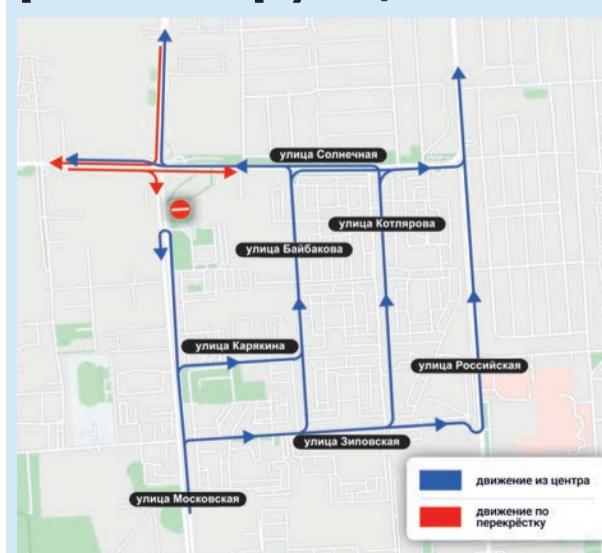 улица Солнечная
улица Котлярова
улица Байбакова
улица Карякина
улица Российская
улица Зиповская
улица Московская
движение из центра
движение по
перекрёстку